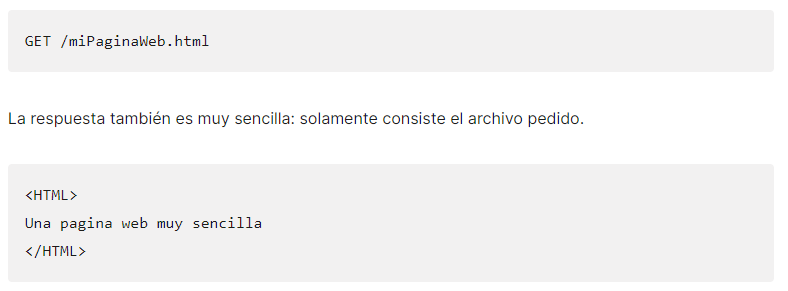 GET /miPaginaWeb.html
La respuesta también es muy sencilla: solamente consiste el archivo pedido.
<HTML>
Una pagina web muy sencilla
</HTML>